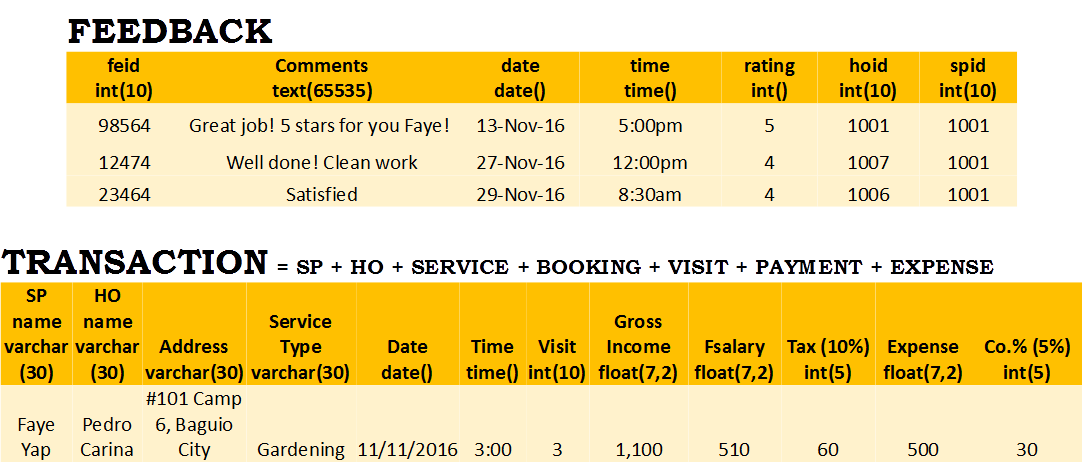 FEEDBACK
feid Comments date time rating hoid spid
int(10) text(65535) date() time() int() int(10) int(10)
98564 Great job! 5 stars for you Faye! 13-Nov-16 5:00pm 5 1001 1001
12474 Well done! Clean work 27-Nov-16 12:00pm 4 1007 1001
23464 Satisfied 29-Nov-16 8:30am 4 1006 1001
TRANSACTION = SP + HO + SERVICE + BOOKING + VISIT + PAYMENT + EXPENSE
SP HO
name name Service Gross
varchar varchar Address Type Date Time Visit Income Fsalary Tax (10%) Expense Co.% (5%)
(30) (30) varchar(30) varchar(30) date() time() int(10) float(7,2) float(7,2) int(5) float(7,2) int(5)
#101 Camp
Faye Pedro 6, Baguio
Yap Carina City Gardening 11/11/2016 3:00 3 1,100 510 60 500 30